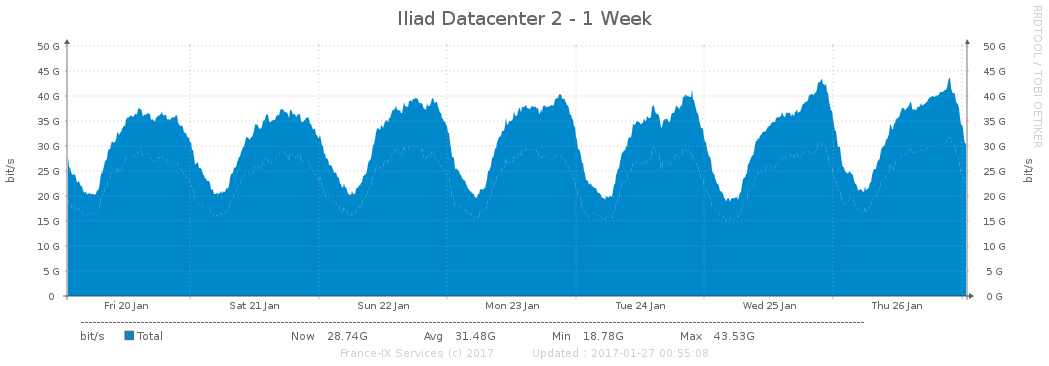 Iliad Datacenter 2 - 1 Week
RRDTOOL / TOBI OETIKER
50 G 50 G
45 G 45 G
40 G 40 G
35 G 35 G
30 G 30 G
25 G 25 G
20 G 20 G
15 G 15 G
10 G 10 G
5 G 5 G
0 0 G
bit/s bit/s
Fri 20 Jan Sat 21 Jan Sun 22 Jan Mon 23 Jan Tue 24 Jan Wed 25 Jan Thu 26 Jan
bit/s Total Now 28.74G Avg 31.48G Min 18.78G Max 43.53G
France-IX Services (c) 2017 Updated : 2017-01-27 00:55:08